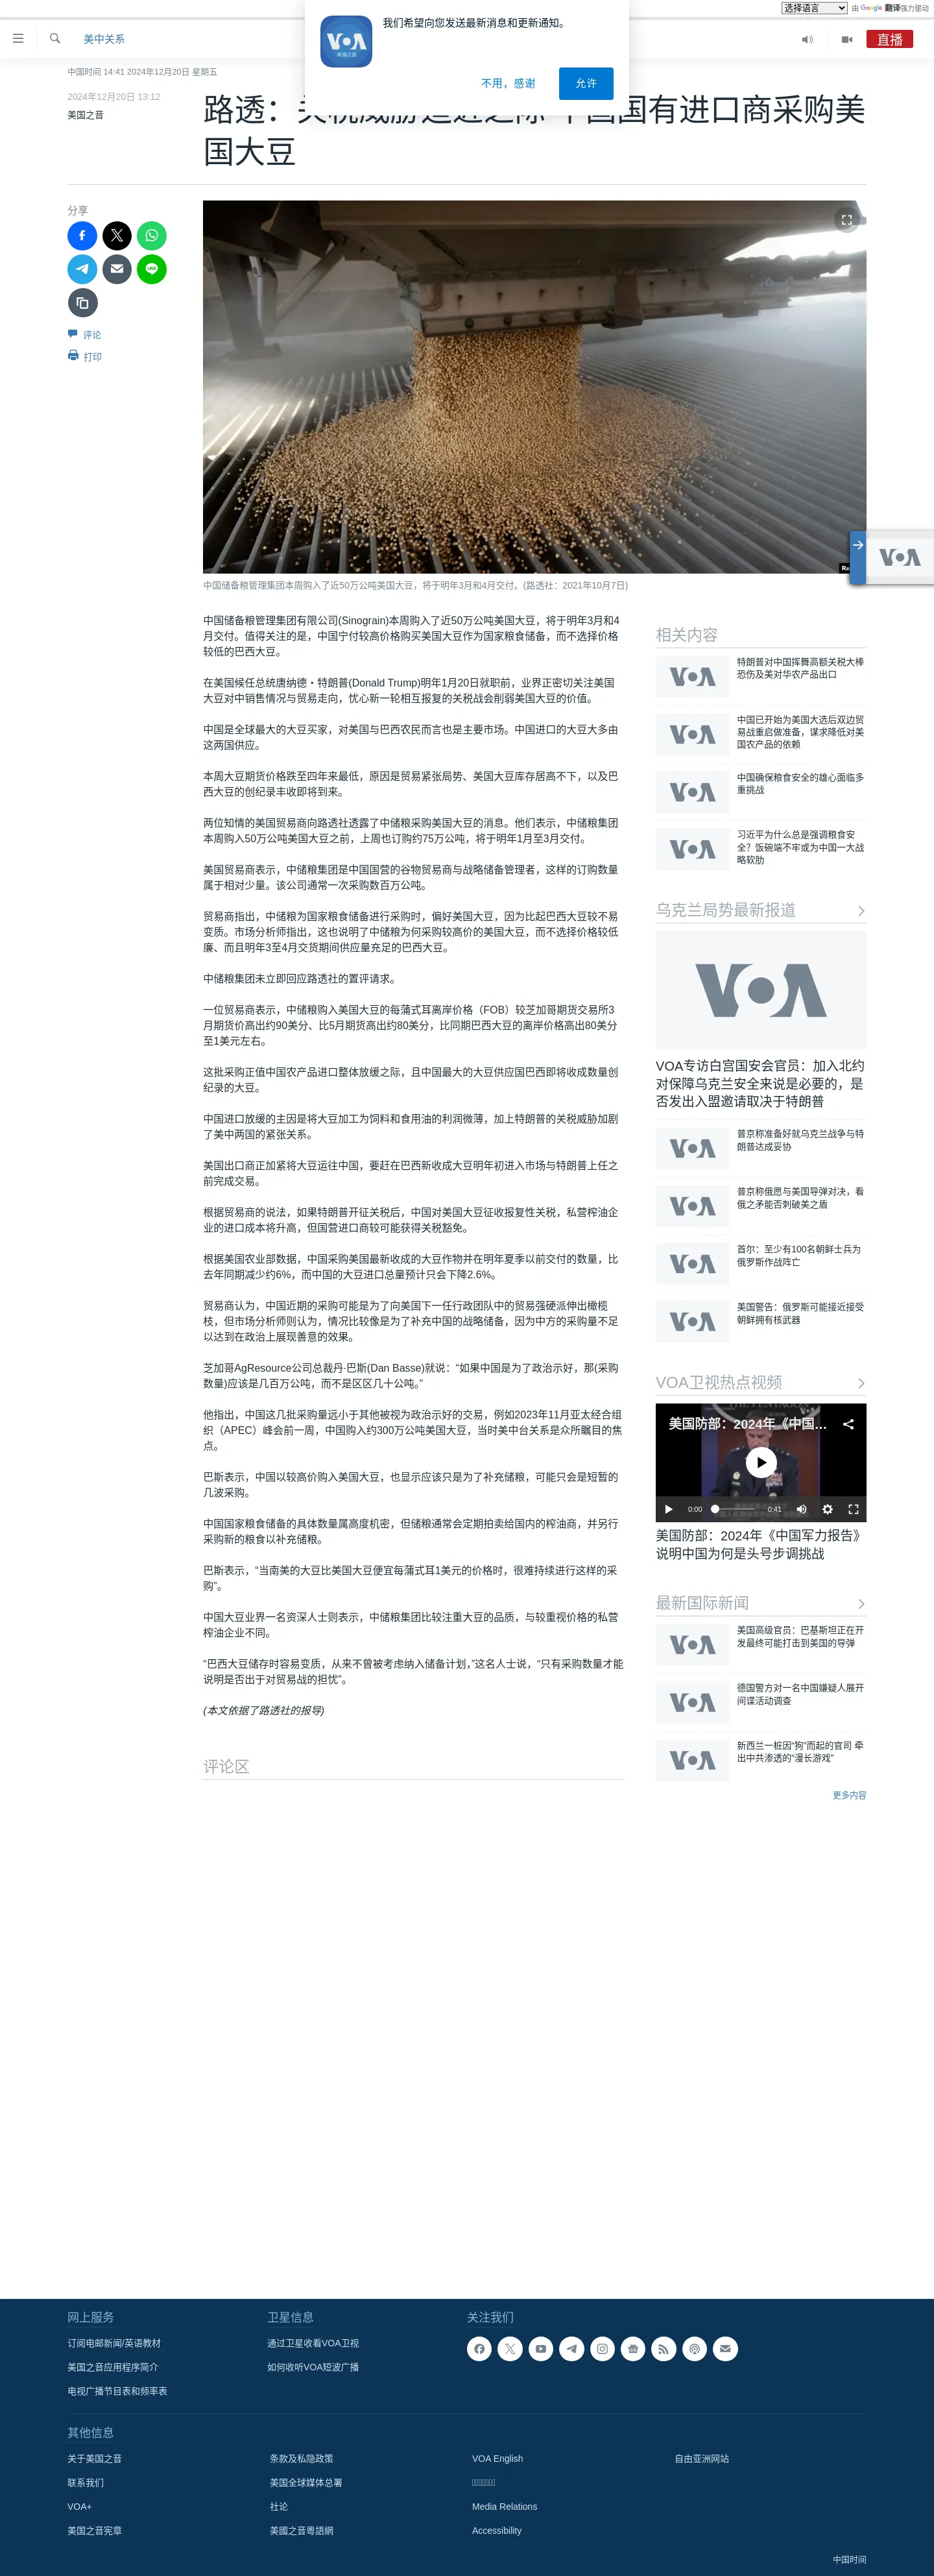 选择语言
由 Google 翻译强力驱动
我们希望向您发送最新消息和更新通知。
VOA
美国之音
不用，感谢
允许
美中关系
直播
中国时间 14:41 2024年12月20日 星期五
2024年12月20日 13:12
美国之音
路透：
国有进口商采购美
国大豆
分享
评论
打印
中国储备粮管理集团本周购入了近50万公吨美国大豆，将于明年3月和4月交付。(路透社：2021年10月7日)
VOA
中国储备粮管理集团有限公司(Sinograin)本周购入了近50万公吨美国大豆，将于明年3月和4
月交付。值得关注的是，中国宁付较高价格购买美国大豆作为国家粮食储备，而不选择价格
较低的巴西大豆。
在美国候任总统唐纳德・特朗普(Donald Trump)明年1月20日就职前，业界正密切关注美国
大豆对中销售情况与贸易走向，忧心新一轮相互报复的关税战会削弱美国大豆的价值。
中国是全球最大的大豆买家，对美国与巴西农民而言也是主要市场。中国进口的大豆大多由
这两国供应。
本周大豆期货价格跌至四年来最低，原因是贸易紧张局势、美国大豆库存居高不下，以及巴
西大豆的创纪录丰收即将到来。
两位知情的美国贸易商向路透社透露了中储粮采购美国大豆的消息。他们表示，中储粮集团
本周购入50万公吨美国大豆之前，上周也订购约75万公吨，将于明年1月至3月交付。
美国贸易商表示，中储粮集团是中国国营的谷物贸易商与战略储备管理者，这样的订购数量
属于相对少量。该公司通常一次采购数百万公吨。
贸易商指出，中储粮为国家粮食储备进行采购时，偏好美国大豆，因为比起巴西大豆较不易
变质。市场分析师指出，这也说明了中储粮为何采购较高价的美国大豆，而不选择价格较低
廉、而且明年3至4月交货期间供应量充足的巴西大豆。
中储粮集团未立即回应路透社的置评请求。
一位贸易商表示，中储粮购入美国大豆的每蒲式耳离岸价格（FOB）较芝加哥期货交易所3
月期货价高出约90美分、比5月期货高出约80美分，比同期巴西大豆的离岸价格高出80美分
至1美元左右。
这批采购正值中国农产品进口整体放缓之际，且中国最大的大豆供应国巴西即将收成数量创
纪录的大豆。
中国进口放缓的主因是将大豆加工为饲料和食用油的利润微薄，加上特朗普的关税威胁加剧
了美中两国的紧张关系。
美国出口商正加紧将大豆运往中国，要赶在巴西新收成大豆明年初进入市场与特朗普上任之
前完成交易。
根据贸易商的说法，如果特朗普开征关税后，中国对美国大豆征收报复性关税，私营榨油企
业的进口成本将升高，但国营进口商较可能获得关税豁免。
根据美国农业部数据，中国采购美国最新收成的大豆作物并在明年夏季以前交付的数量，比
去年同期减少约6%，而中国的大豆进口总量预计只会下降2.6%。
贸易商认为，中国近期的采购可能是为了向美国下一任行政团队中的贸易强硬派伸出橄榄
枝，但市场分析师则认为，情况比较像是为了补充中国的战略储备，因为中方的采购量不足
以达到在政治上展现善意的效果。
芝加哥AgResource公司总裁丹·巴斯(Dan Basse)就说：“如果中国是为了政治示好，那(采购
数量)应该是几百万公吨，而不是区区几十公吨。”
他指出，中国这几批采购量远小于其他被视为政治示好的交易，例如2023年11月亚太经合组
织（APEC）峰会前一周，中国购入约300万公吨美国大豆，当时美中台关系是众所瞩目的焦
点。
巴斯表示，中国以较高价购入美国大豆，也显示应该只是为了补充储粮，可能只会是短暂的
几波采购。
中国国家粮食储备的具体数量属高度机密，但储粮通常会定期拍卖给国内的榨油商，并另行
采购新的粮食以补充储粮。
巴斯表示，“当南美的大豆比美国大豆便宜每蒲式耳1美元的价格时，很难持续进行这样的采
购”。
中国大豆业界一名资深人士则表示，中储粮集团比较注重大豆的品质，与较重视价格的私营
榨油企业不同。
“巴西大豆储存时容易变质，从来不曾被考虑纳入储备计划，”这名人士说，“只有采购数量才能
说明是否出于对贸易战的担忧”。
(本文依据了路透社的报导)
评论区
相关内容
VOA
特朗普对中国挥舞高额关税大棒
恐伤及美对华农产品出口
VOA
中国已开始为美国大选后双边贸
易战重启做准备，谋求降低对美
国农产品的依赖
VOA
中国确保粮食安全的雄心面临多
重挑战
VOA
习近平为什么总是强调粮食安
全？饭碗端不牢或为中国一大战
略软肋
乌克兰局势最新报道
VOA
VOA专访白宫国安会官员：加入北约
对保障乌克兰安全来说是必要的，是
否发出入盟邀请取决于特朗普
VOA
普京称准备好就乌克兰战争与特
朗普达成妥协
VOA
普京称俄愿与美国导弹对决，看
俄之矛能否刺破美之盾
VOA
首尔：至少有100名朝鲜士兵为
俄罗斯作战阵亡
VOA
美国警告：俄罗斯可能接近接受
朝鲜拥有核武器
VOA卫视热点视频
美国防部：2024年《中国...
0:00
0:41
美国防部：2024年《中国军力报告》
说明中国为何是头号步调挑战
最新国际新闻
VOA
美国高级官员：巴基斯坦正在开
发最终可能打击到美国的导弹
VOA
德国警方对一名中国嫌疑人展开
间谍活动调查
VOA
新西兰一桩因“狗”而起的官司 牵
出中共渗透的“漫长游戏”
更多内容
网上服务
订阅电邮新闻/英语教材
美国之音应用程序简介
电视广播节目表和频率表
卫星信息
通过卫星收看VOA卫视
如何收听VOA短波广播
关注我们
其他信息
关于美国之音
条款及私隐政策
VOA English
自由亚洲网站
联系我们
美国全球媒体总署
VOA+
社论
Media Relations
美国之音宪章
美國之音粵語網
Accessibility
中国时间